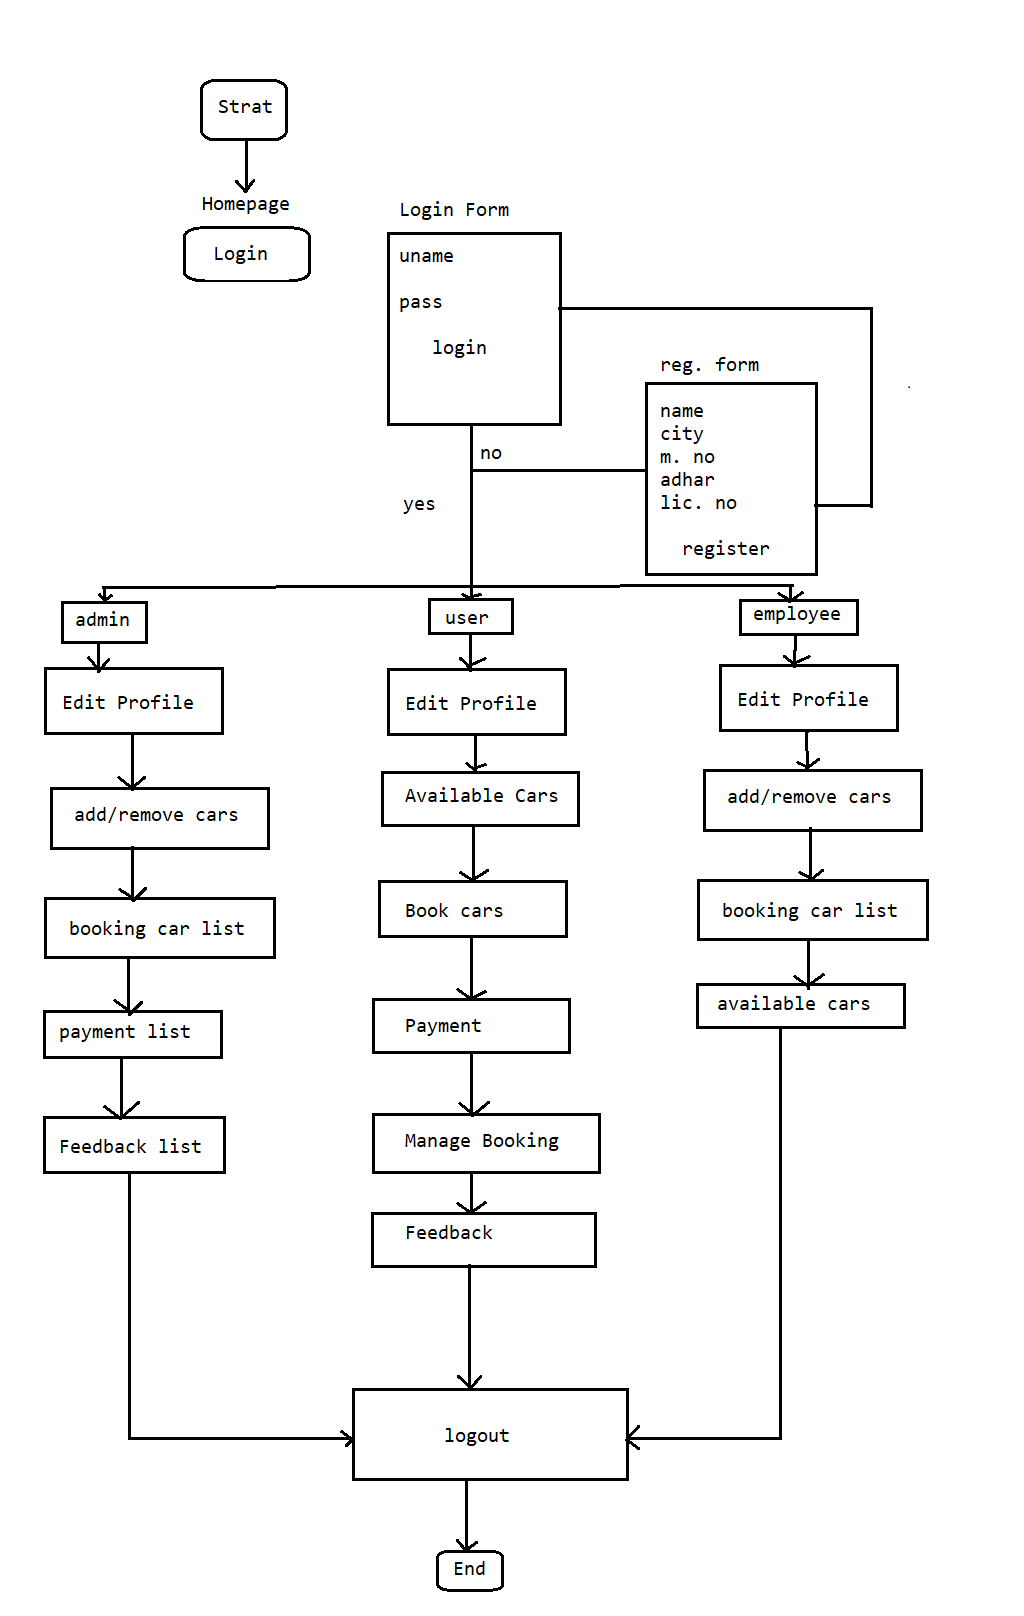 Strat
Homepage
Login
Login Form
uname
pass
login
reg. form
name
city
m. no
adhar
lic. no
register
no
yes
admin
Edit Profile
add/remove cars
booking car list
payment list
Feedback list
user
Edit Profile
Available Cars
Book cars
Payment
Manage Booking
Feedback
employee
Edit Profile
add/remove cars
booking car list
available cars
logout
End